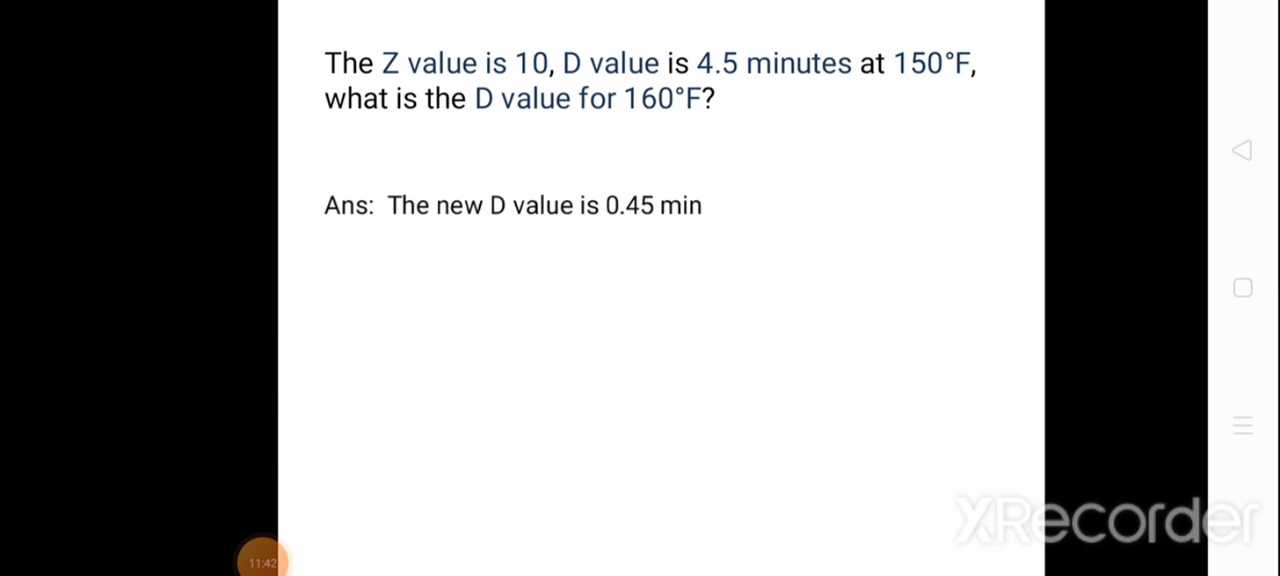 The Z value is 10, D value is 4.5 minutes at 150°F,
what is the D value for 160°F?
Ans: The new D value is 0.45 min
XRecorder
11:42